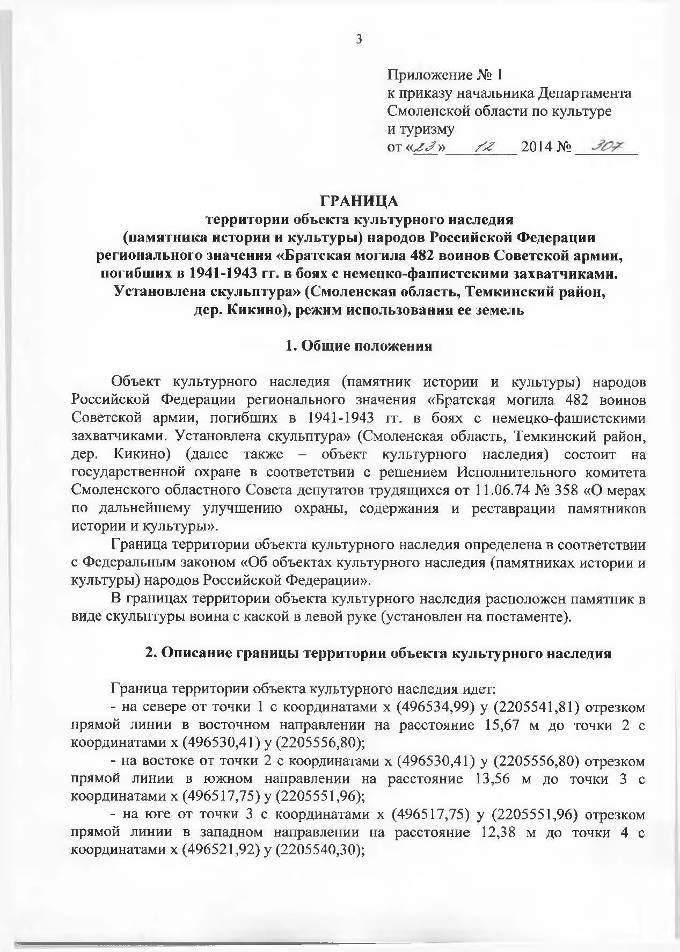 3
Приложение № 1
к приказу начальника Департамента
Смоленской области по культуре
и туризму
от «23» 12 2014 № 307
ГРАНИЦА
территории объекта культурного наследия
(памятника истории и культуры) народов Российской Федерации
регионального значения «Братская могила 482 воинов Советской армии,
погибших в 1941-1943 гг. в боях с немецко-фашистскими захватчиками.
Установлена скульптура» (Смоленская область, Темкинский район,
дер. Кикино), режим использования ее земель
1. Общие положения
Объект культурного наследия (памятник истории и культуры) народов
Российской Федерации регионального значения «Братская могила 482 воинов
Советской армии, погибших в 1941-1943 гг. в боях с немецко-фашистскими
захватчиками. Установлена скульптура» (Смоленская область, Темкинский район,
дер. Кикино) (далее также – объект культурного наследия) состоит на
государственной охране в соответствии с решением Исполнительного комитета
Смоленского областного Совета депутатов трудящихся от 11.06.74 № 358 «О мерах
по дальнейшему улучшению охраны, содержания и реставрации памятников
истории и культуры».
Граница территории объекта культурного наследия определена в соответствии
с Федеральным законом «Об объектах культурного наследия (памятниках истории и
культуры) народов Российской Федерации».
В границах территории объекта культурного наследия расположен памятник в
виде скульптуры воина с каской в левой руке (установлен на постаменте).
2. Описание границы территории объекта культурного наследия
Граница территории объекта культурного наследия идет:
- на севере от точки 1 с координатами x (496534,99) y (2205541,81) отрезком
прямой линии в восточном направлении на расстояние 15,67 м до точки 2 с
координатами x (496530,41) y (2205556,80);
- на востоке от точки 2 с координатами x (496530,41) y (2205556,80) отрезком
прямой линии в южном направлении на расстояние 13,56 м до точки 3 с
координатами x (496517,75) y (2205551,96);
- на юге от точки 3 с координатами x (496517,75) y (2205551,96) отрезком
прямой линии в западном направлении на расстояние 12,38 м до точки 4 с
координатами x (496521,92) y (2205540,30);